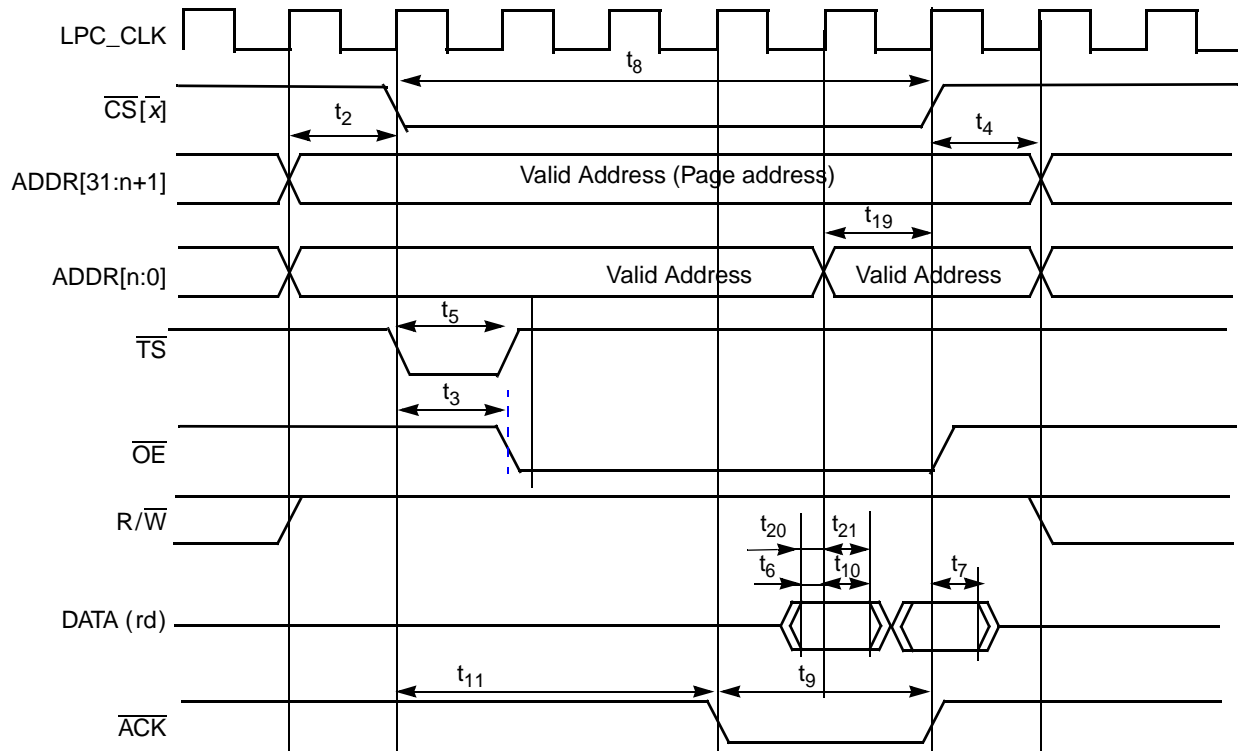 LPC_CLK
t8
CS[x]
t2
t4
ADDR[31:n+1]
Valid Address (Page address)
t19
ADDR[n:0]
Valid Address
Valid Address
t5
TS
t3
OE
R/W
t20
t21
t6
t10
t7
DATA (rd)
t11
t9
ACK